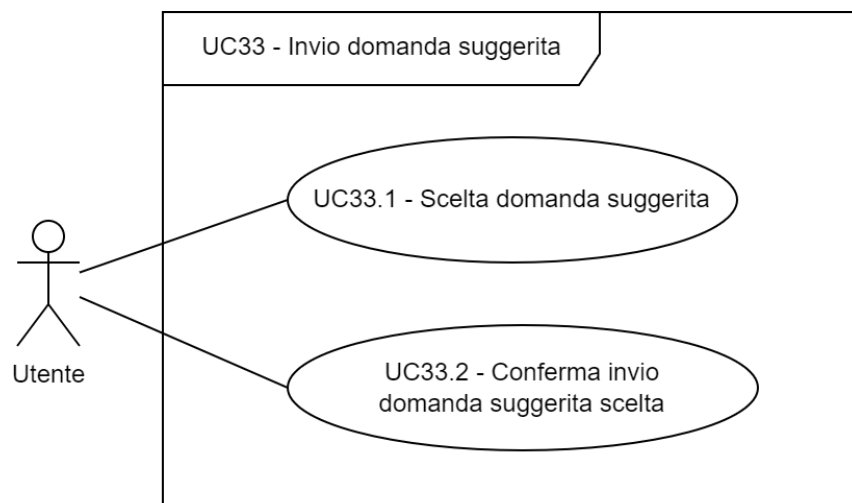 UC33 - Invio domanda suggerita
UC33.1 - Scelta domanda suggerita
Utente
UC33.2 - Conferma invio
domanda suggerita scelta